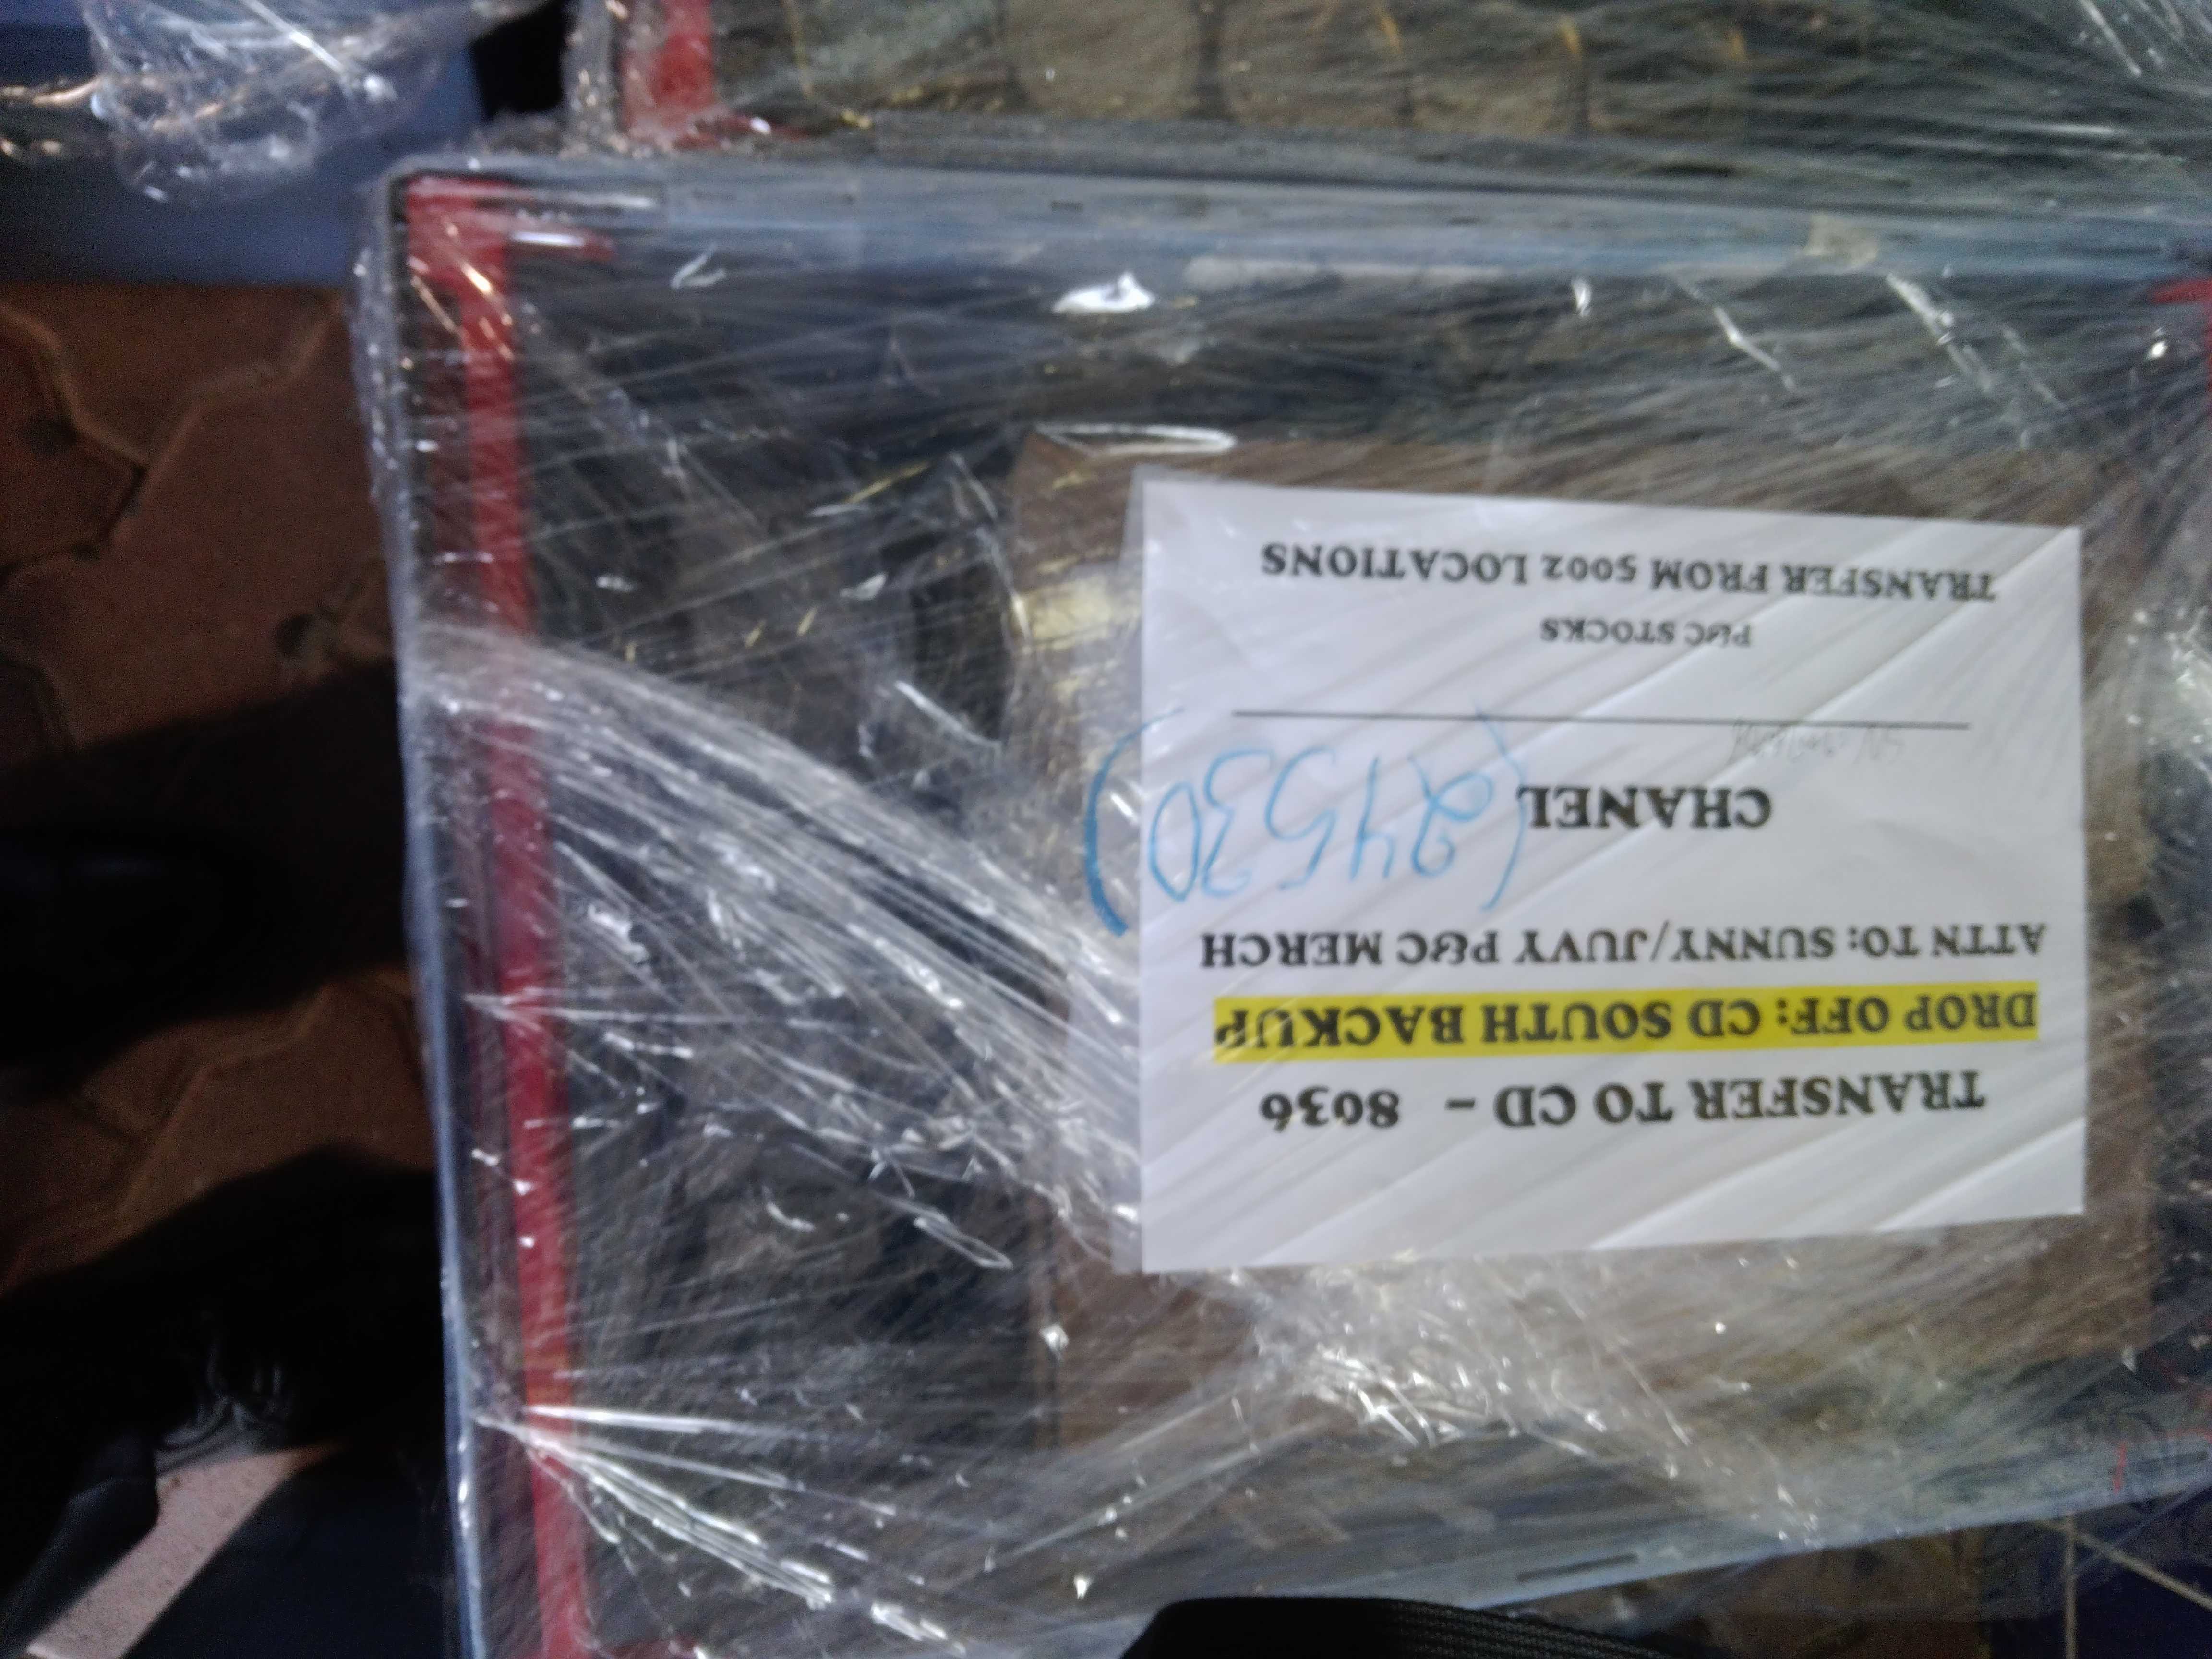 TRANSFER TO CD – 8036
DROP OFF: CD SOUTH BACKUP
ATTN TO: SUNNY/JUVY P&C MERCH
CHANEL (24530)
P&C STOCKS
TRANSFER FROM 5002 LOCATIONS